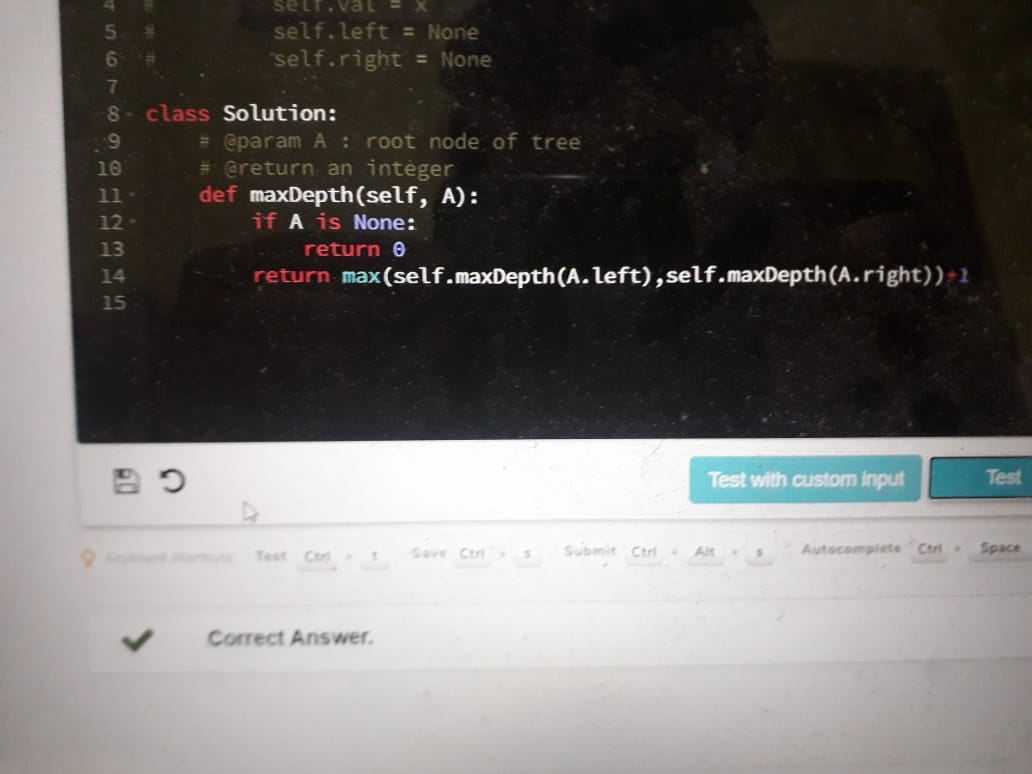 4 # self.val = x
5 # self.left = None
6 # self.right = None
7
8 class Solution:
9 # @param A : root node of tree
10 # @return an integer
11 def maxDepth(self, A):
12 if A is None:
13 return 0
14 return max(self.maxDepth(A.left),self.maxDepth(A.right))+1
15
Test with custom input Test
Keyboard shortcuts Test Ctrl + t Save Ctrl + s Submit Ctrl + Alt + s Autocomplete Ctrl + Space
Correct Answer.